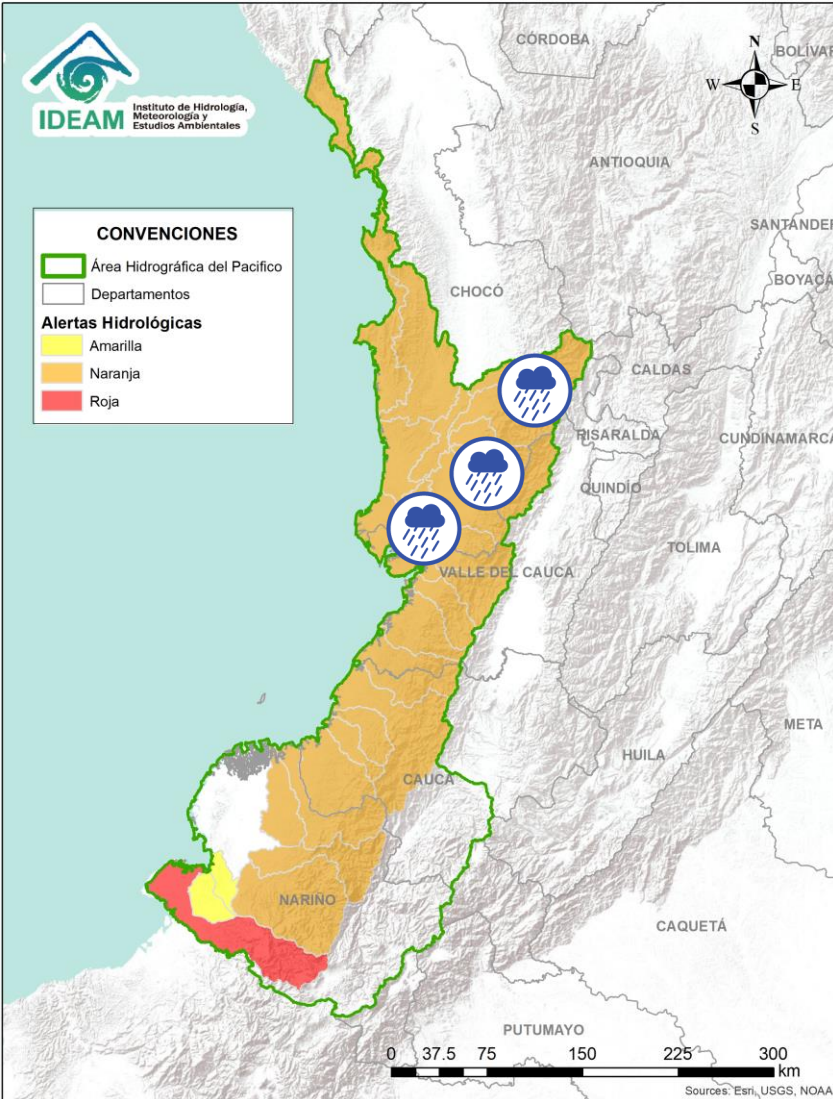 IDEAM
Instituto de Hidrología,
Meteorología y
Estudios Ambientales
N
W
E
S
CÓRDOBA
BOLÍVAR
ANTIOQUIA
SANTANDER
BOYACÁ
CONVENCIONES
Área Hidrográfica del Pacifico
Departamentos
Alertas Hidrológicas
Amarilla
Naranja
Roja
CHOCÓ
CALDAS
RISARALDA
CUNDINAMARCA
QUINDÍO
TOLIMA
VALLE DEL CAUCA
META
HUILA
CAUCA
NARIÑO
CAQUETÁ
PUTUMAYO
0 37.5 75 150 225 300
km
Sources: Esri, USGS, NOAA